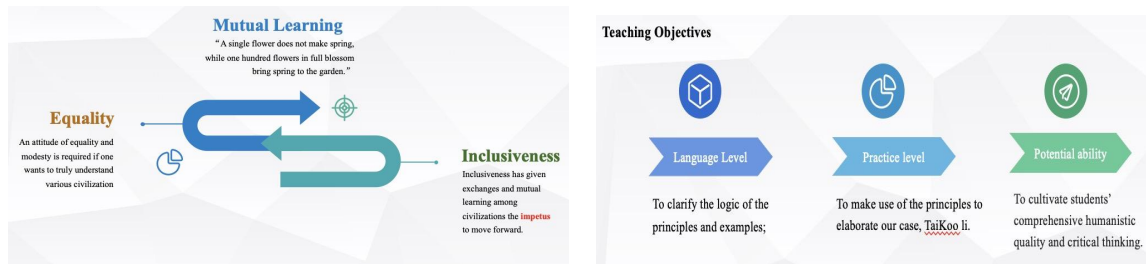 Mutual Learning
“A single flower does not make spring,
while one hundred flowers in full blossom
bring spring to the garden.”
Equality
An attitude of equality and
modesty is required if one
wants to truly understand
various civilization
Inclusiveness
Inclusiveness has given
exchanges and mutual
learning among
civilizations the impetus
to move forward.
Teaching Objectives
Language Level
To clarify the logic of the
principles and examples;
Practice level
To make use of the principles to
elaborate our case, TaiKoo li.
Potential ability
To cultivate students’
comprehensive humanistic
quality and critical thinking.